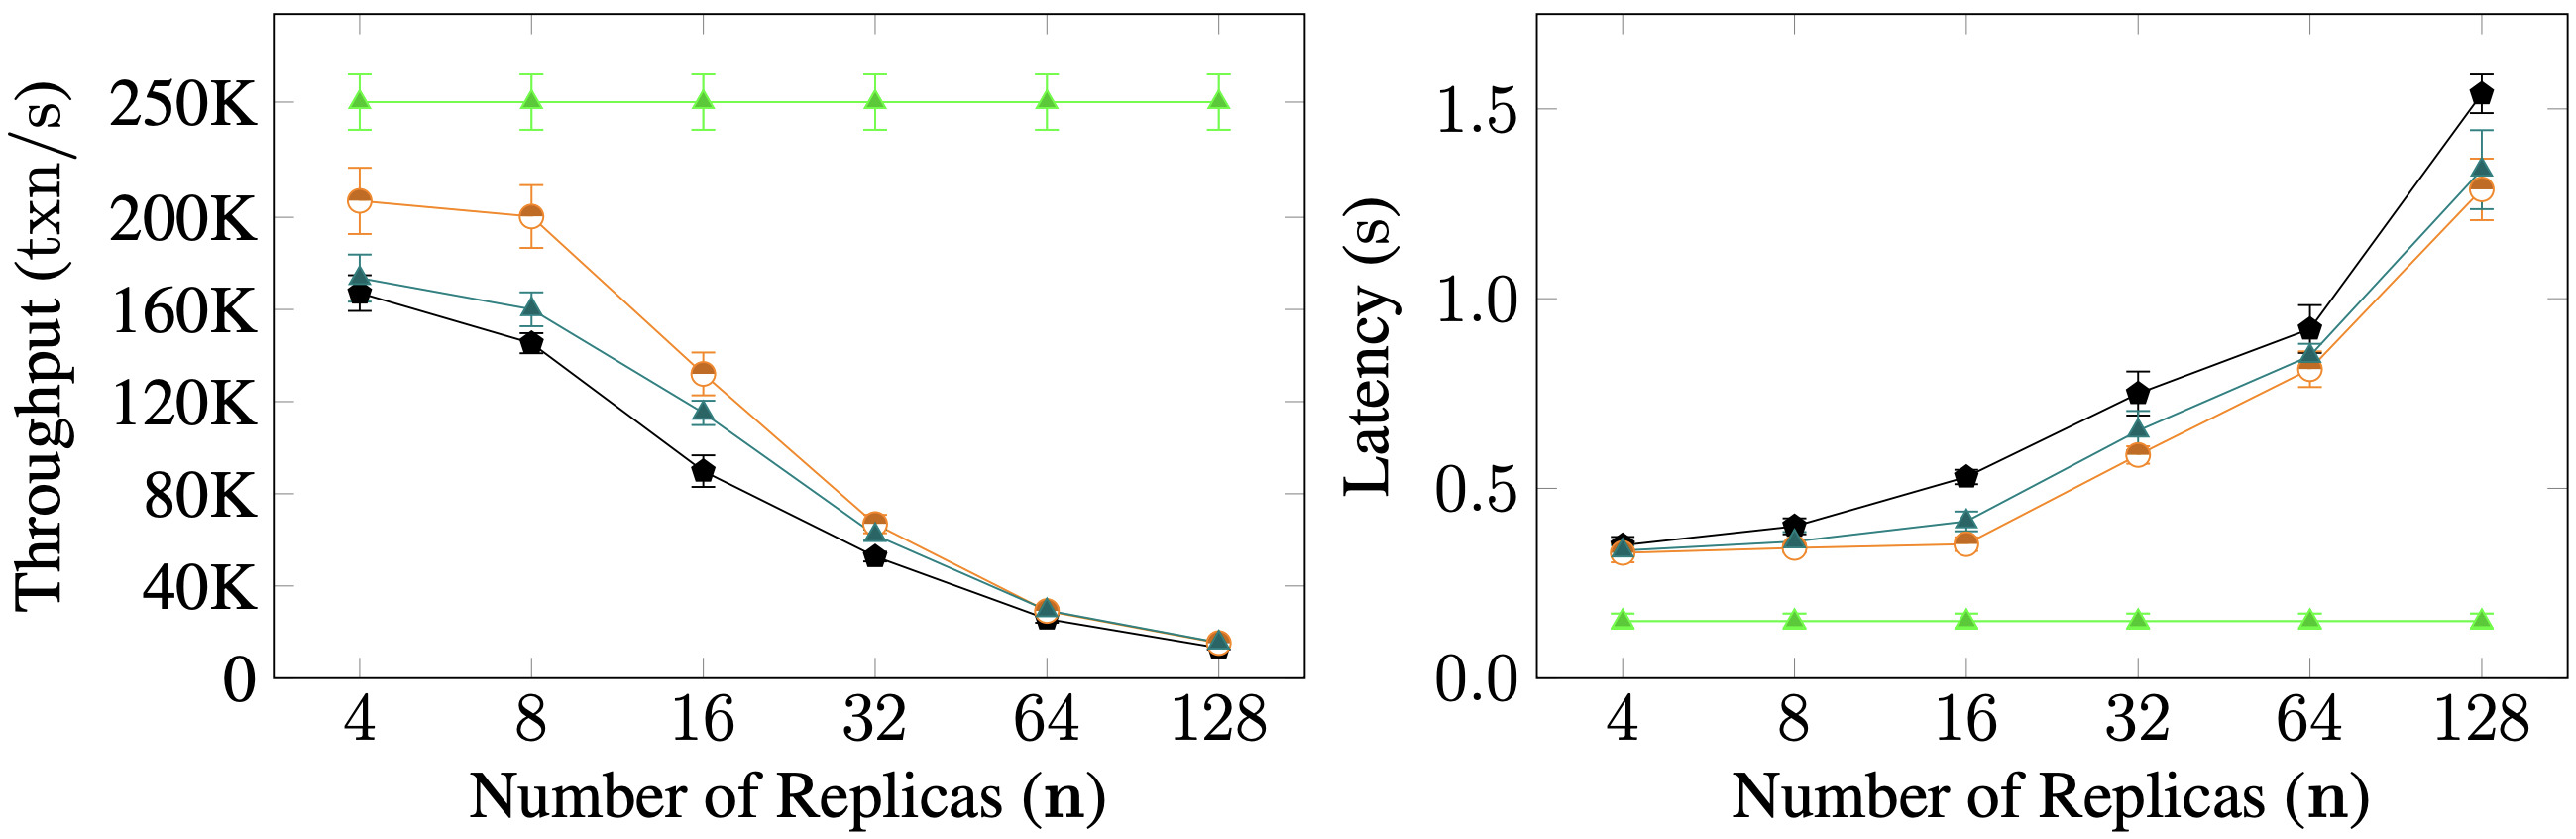 Throughput (txn/s)
250K
200K
160K
120K
80K
40K
0
4 8 16 32 64 128
Number of Replicas (n)
Latency (s)
1.5
1.0
0.5
0.0
4 8 16 32 64 128
Number of Replicas (n)